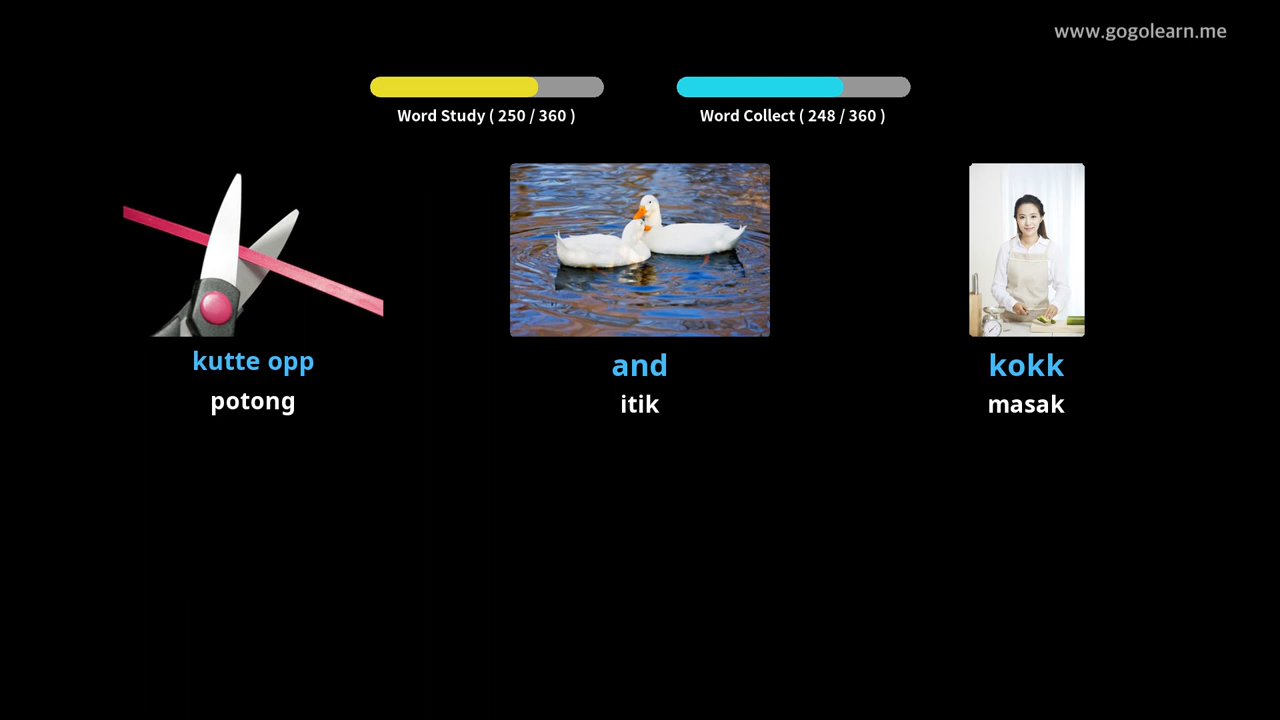 www.gogolearn.me
Word Study ( 250 / 360 )
Word Collect ( 248 / 360 )
kutte opp
potong
and
itik
kokk
masak